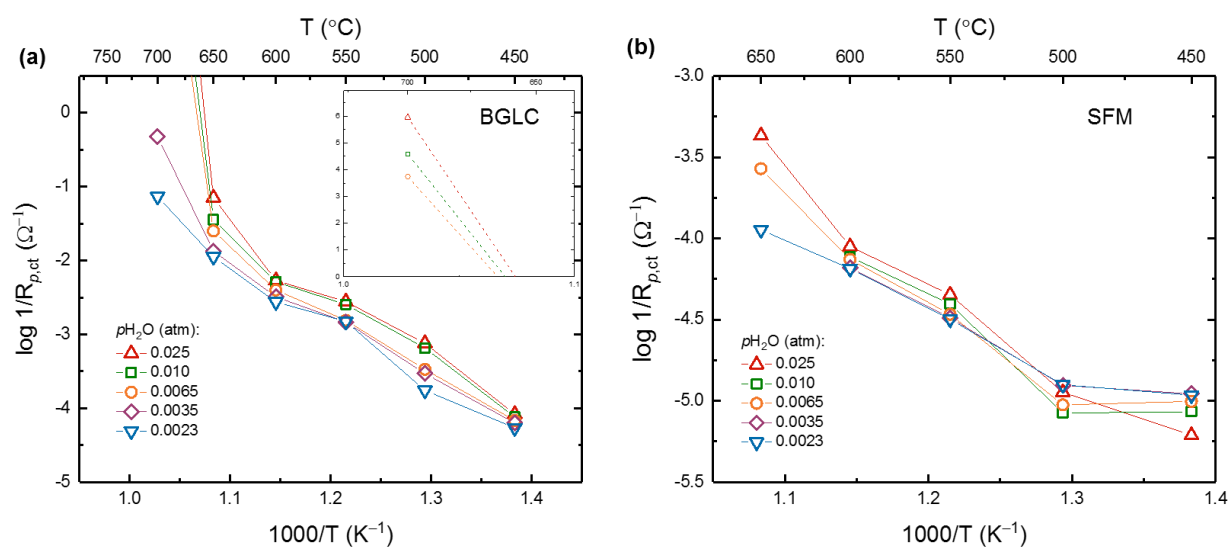 (a)
T (°C)
750 700 650 600 550 500 450
0
-1
-2
-3
-4
-5
log 1/R_{p,ct} (Ω⁻¹)
BGLC
700 650
6
5
4
3
2
1
0
1.0 1.1
pH₂O (atm):
0.025
0.010
0.0065
0.0035
0.0023
1.0 1.1 1.2 1.3 1.4
1000/T (K⁻¹)
(b)
T (°C)
650 600 550 500 450
-3.0
-3.5
-4.0
-4.5
-5.0
-5.5
log 1/R_{p,ct} (Ω⁻¹)
SFM
pH₂O (atm):
0.025
0.010
0.0065
0.0035
0.0023
1.1 1.2 1.3 1.4
1000/T (K⁻¹)